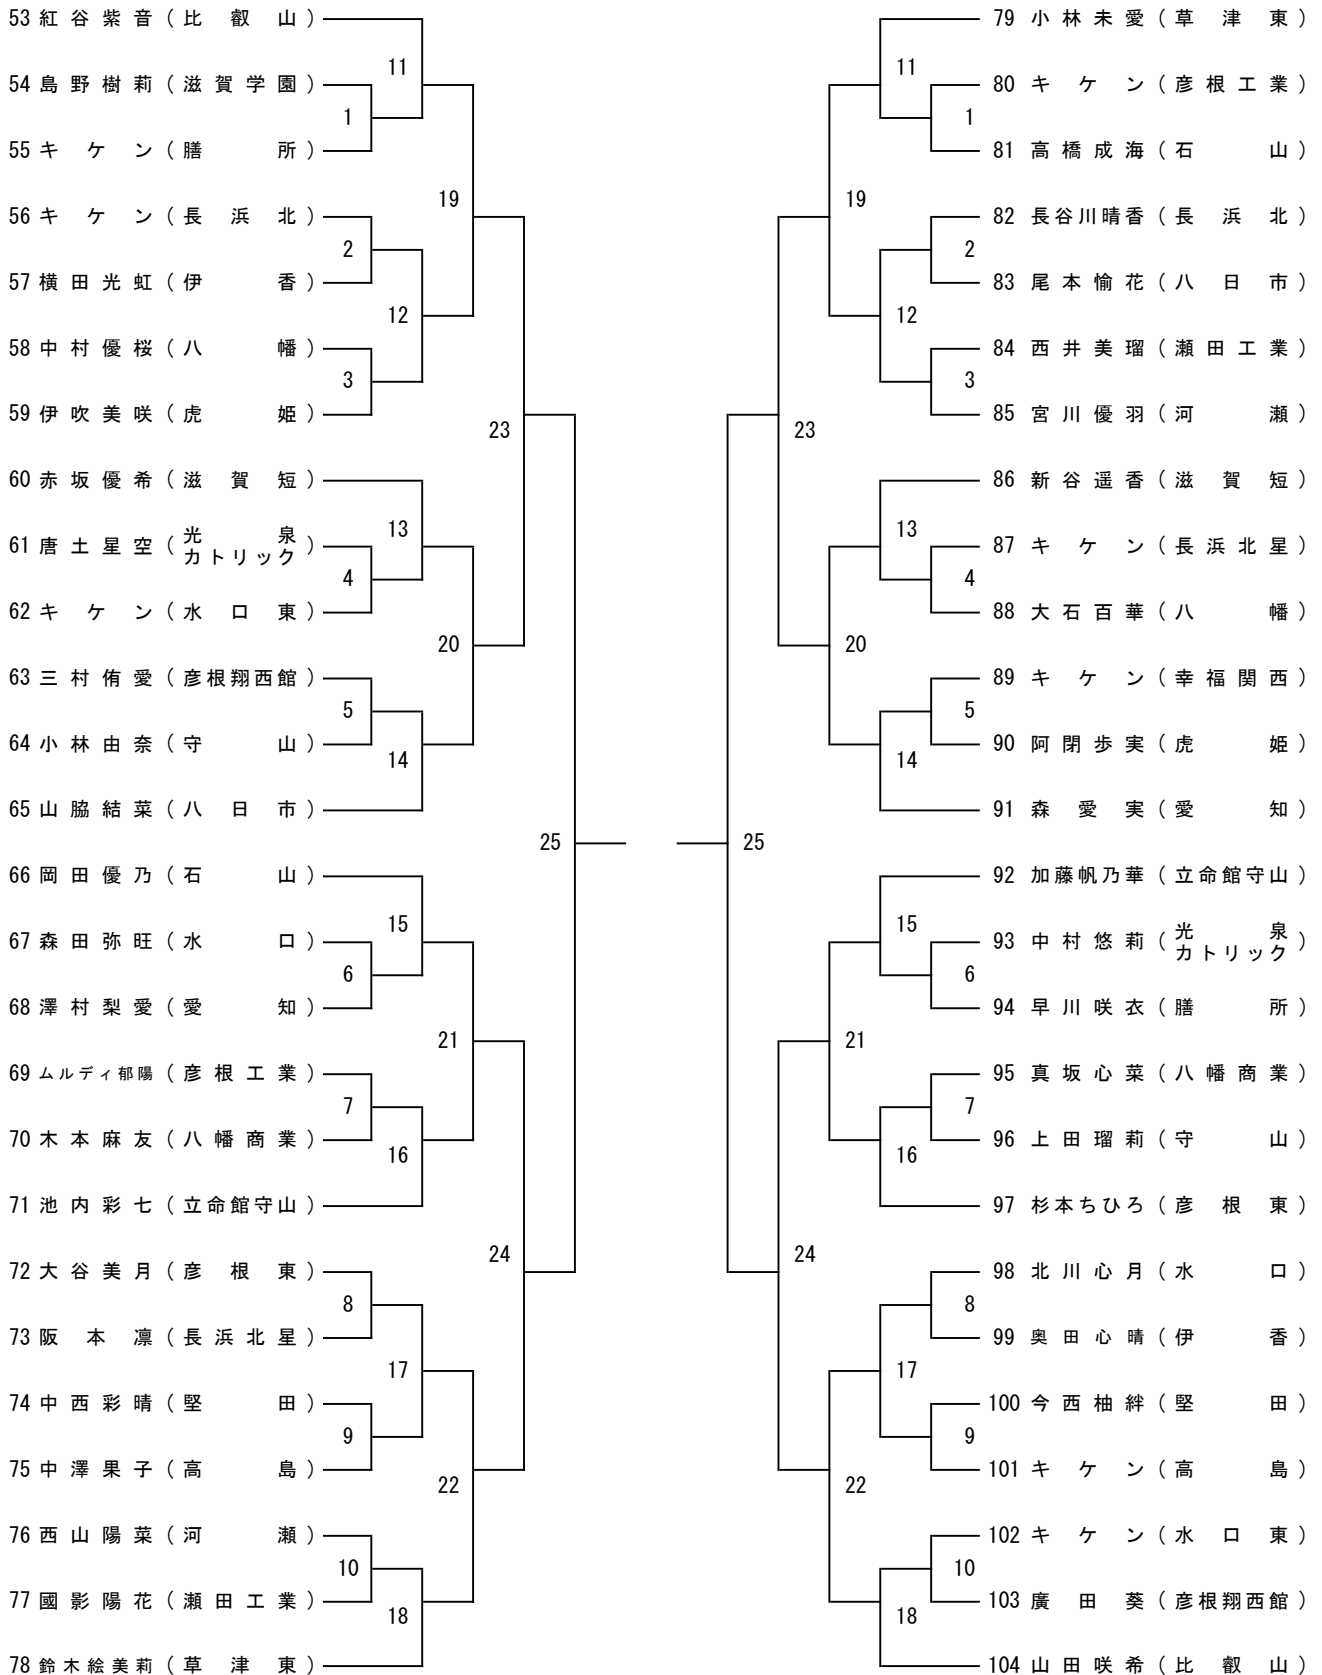 53 紅谷紫音 (比叡山)
11
54 島野樹莉 (滋賀学園)
1
55 キケン (膳所)
19
56 キケン (長浜北)
2
57 横田光虹 (伊香)
12
58 中村優桜 (八幡)
3
59 伊吹美咲 (虎姫)
23
60 赤坂優希 (滋賀短)
13
61 唐土星空 (光泉カトリック)
4
62 キケン (水口東)
20
63 三村侑愛 (彦根翔西館)
5
64 小林由奈 (守山)
14
65 山脇結菜 (八日市)
25
66 岡田優乃 (石山)
15
67 森田弥旺 (水口)
6
68 澤村梨愛 (愛知)
21
69 ムルディ郁陽 (彦根工業)
7
70 木本麻友 (八幡商業)
16
71 池内彩七 (立命館守山)
24
72 大谷美月 (彦根東)
8
73 阪本凛 (長浜北星)
17
74 中西彩晴 (堅田)
9
75 中澤果子 (高島)
22
76 西山陽菜 (河瀬)
10
77 國影陽花 (瀬田工業)
18
78 鈴木絵美莉 (草津東)
79 小林未愛 (草津東)
11
80 キケン (彦根工業)
1
81 高橋成海 (石山)
19
82 長谷川晴香 (長浜北)
2
83 尾本愉花 (八日市)
12
84 西井美瑠 (瀬田工業)
3
85 宮川優羽 (河瀬)
23
86 新谷遥香 (滋賀短)
13
87 キケン (長浜北星)
4
88 大石百華 (八幡)
20
89 キケン (幸福関西)
5
90 阿閉歩実 (虎姫)
14
91 森愛実 (愛知)
25
92 加藤帆乃華 (立命館守山)
15
93 中村悠莉 (光泉カトリック)
6
94 早川咲衣 (膳所)
21
95 真坂心菜 (八幡商業)
7
96 上田瑠莉 (守山)
16
97 杉本ちひろ (彦根東)
24
98 北川心月 (水口)
8
99 奥田心晴 (伊香)
17
100 今西柚絆 (堅田)
9
101 キケン (高島)
22
102 キケン (水口東)
10
103 廣田葵 (彦根翔西館)
18
104 山田咲希 (比叡山)